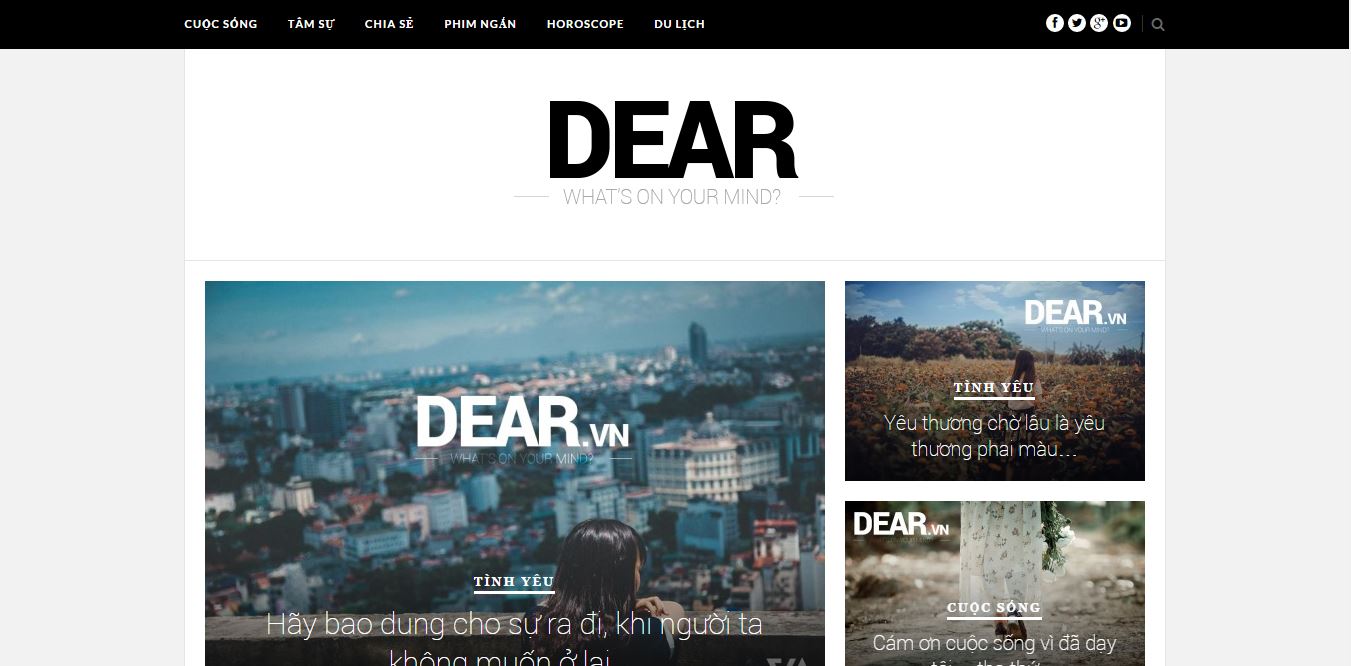 CUỘC SỐNG TÂM SỰ CHIA SẺ PHIM NGẮN HOROSCOPE DU LỊCH
DEAR
WHAT'S ON YOUR MIND?
DEAR.VN
WHAT'S ON YOUR MIND?
TÌNH YÊU
Hãy bao dung cho sự ra đi, khi người ta
không muốn ở lại
DEAR.VN
WHAT'S ON YOUR MIND?
TÌNH YÊU
Yêu thương chờ lâu là yêu
thương phai màu…
DEAR.VN
CUỘC SỐNG
Cám ơn cuộc sống vì đã dạy
tôi